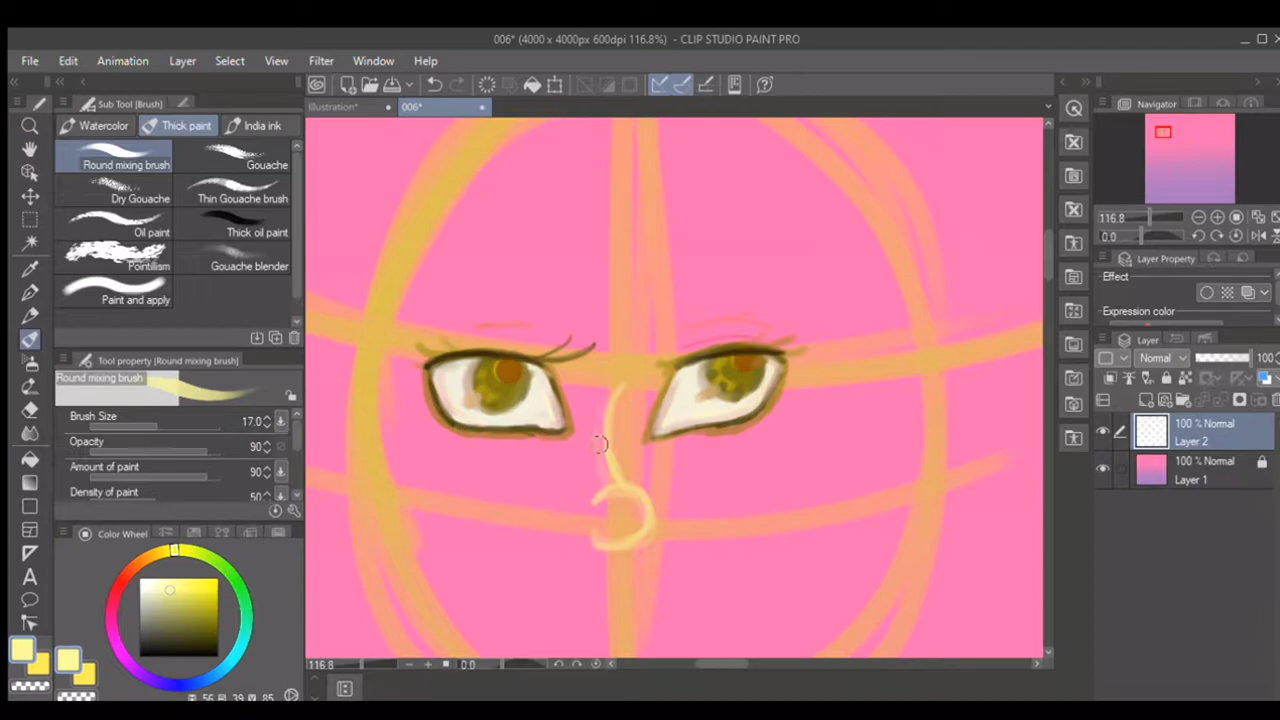 006* (4000 x 4000px 600dpi 116.8%) - CLIP STUDIO PAINT PRO
File Edit Animation Layer Select View Filter Window Help
Sub Tool [Brush]
Illustration* 006*
Navigator
Watercolor Thick paint India ink
Round mixing brush Gouache
Dry Gouache Thin Gouache brush
Oil paint Thick oil paint
Pointillism Gouache blender
Paint and apply
116.8
0.0
Layer Property
Effect
Expression color
Layer
Normal 100
Tool property [Round mixing brush]
Round mixing brush
Brush Size 17.0
Opacity 90
Amount of paint 90
Density of paint 50
100 % Normal
Layer 2
100 % Normal
Layer 1
Color Wheel
116.8 0.0
56 39 85